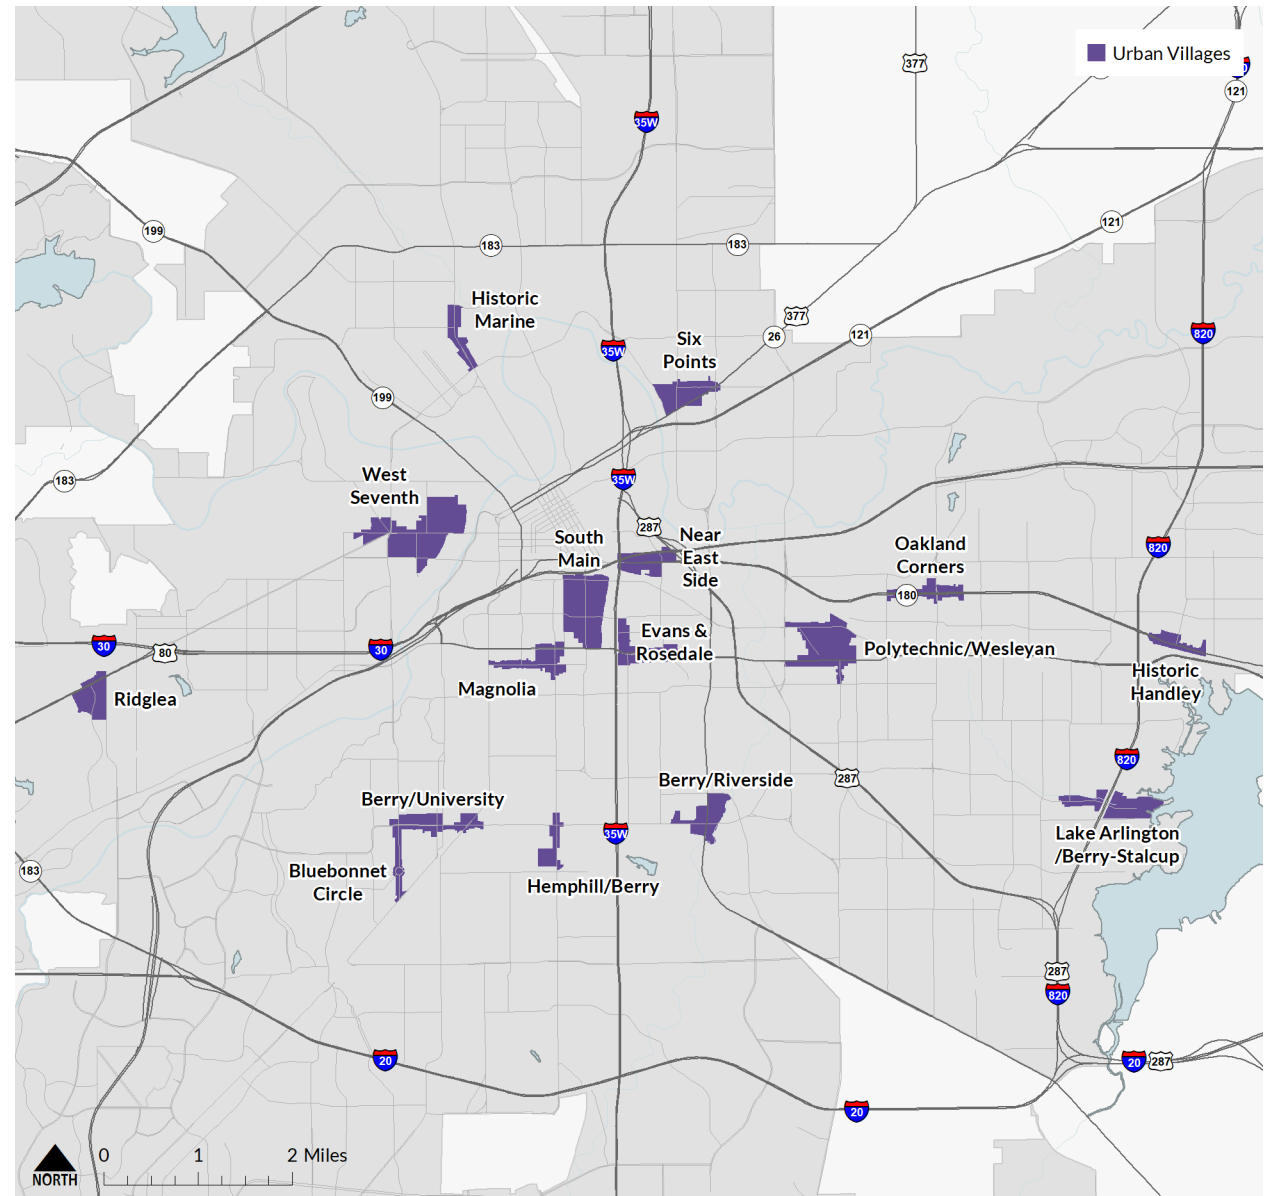 377
Urban Villages
121
35W
199
121
183
183
Historic
Marine
377
26
121
820
35W
Six
Points
199
183
West
Seventh
35W
287
South
Main
Near
East
Side
820
Oakland
Corners
180
30
80
30
Evans &
Rosedale
Polytechnic/Wesleyan
Magnolia
Historic
Handley
Ridglea
820
Berry/Riverside
287
Berry/University
35W
Lake Arlington
/Berry-Stalcup
183
Bluebonnet
Circle
Hemphill/Berry
287
820
20
20
287
20
NORTH
0 1 2 Miles